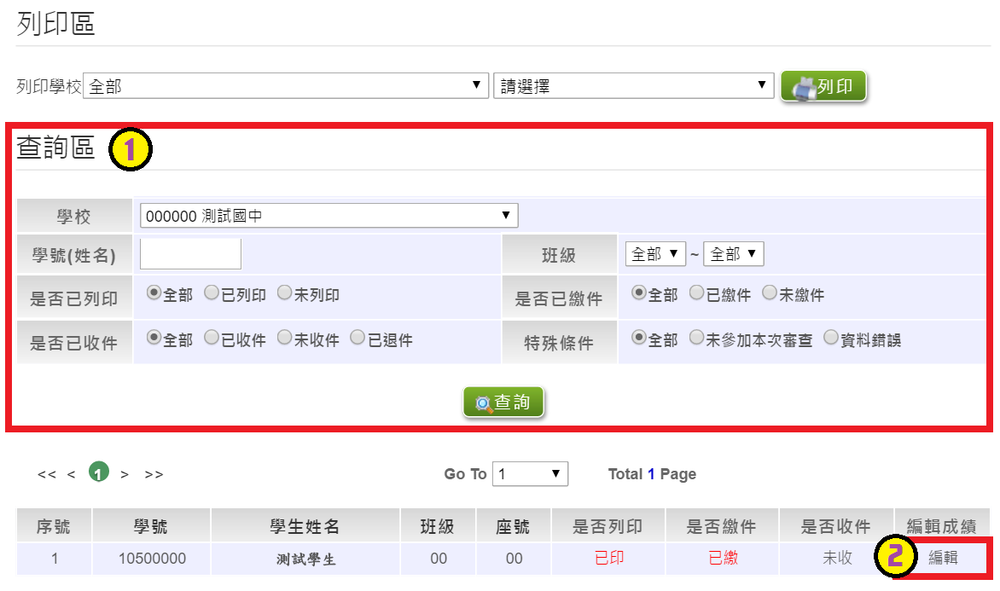 列印區
列印學校 全部 請選擇 列印
查詢區 1
學校 000000 測試國中
學號(姓名) 班級 全部 ~ 全部
是否已列印 全部 已列印 未列印 是否已繳件 全部 已繳件 未繳件
是否已收件 全部 已收件 未收件 已退件 特殊條件 全部 未參加本次審查 資料錯誤
查詢
<< < 1 > >> Go To 1 Total 1 Page
序號 學號 學生姓名 班級 座號 是否列印 是否繳件 是否收件 編輯成績
1 10500000 測試學生 00 00 已印 已繳 未收 2 編輯